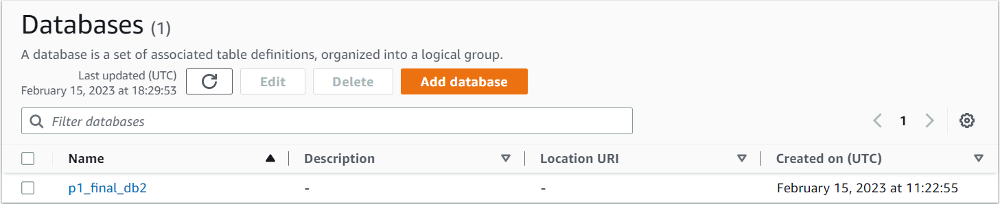 Databases (1)
A database is a set of associated table definitions, organized into a logical group.
Last updated (UTC)
February 15, 2023 at 18:29:53
Edit Delete Add database
Filter databases 1
Name Description Location URI Created on (UTC)
p1_final_db2 - - February 15, 2023 at 11:22:55